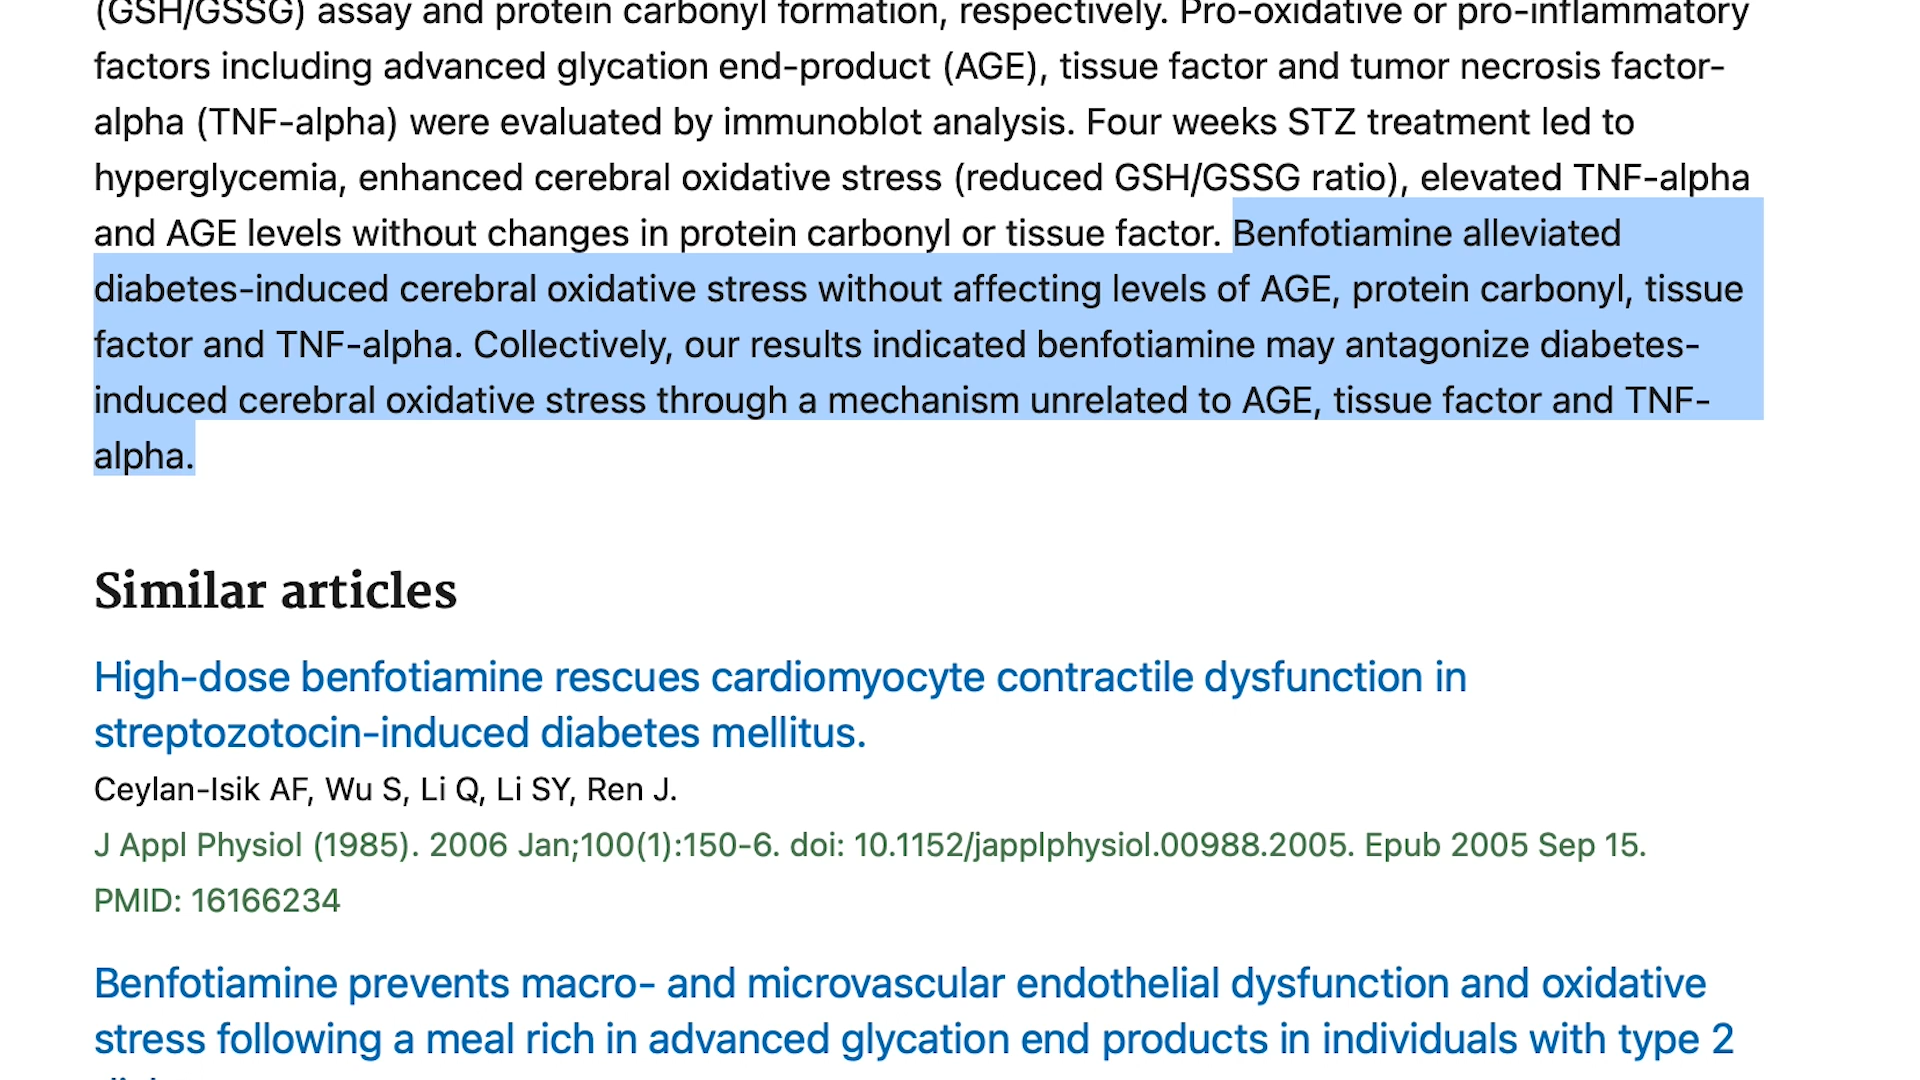 (GSH/GSSG) assay and protein carbonyl formation, respectively. Pro-oxidative or pro-inflammatory
factors including advanced glycation end-product (AGE), tissue factor and tumor necrosis factor-
alpha (TNF-alpha) were evaluated by immunoblot analysis. Four weeks STZ treatment led to
hyperglycemia, enhanced cerebral oxidative stress (reduced GSH/GSSG ratio), elevated TNF-alpha
and AGE levels without changes in protein carbonyl or tissue factor. Benfotiamine alleviated
diabetes-induced cerebral oxidative stress without affecting levels of AGE, protein carbonyl, tissue
factor and TNF-alpha. Collectively, our results indicated benfotiamine may antagonize diabetes-
induced cerebral oxidative stress through a mechanism unrelated to AGE, tissue factor and TNF-
alpha.
Similar articles
High-dose benfotiamine rescues cardiomyocyte contractile dysfunction in
streptozotocin-induced diabetes mellitus.
Ceylan-Isik AF, Wu S, Li Q, Li SY, Ren J.
J Appl Physiol (1985). 2006 Jan;100(1):150-6. doi: 10.1152/japplphysiol.00988.2005. Epub 2005 Sep 15.
PMID: 16166234
Benfotiamine prevents macro- and microvascular endothelial dysfunction and oxidative
stress following a meal rich in advanced glycation end products in individuals with type 2